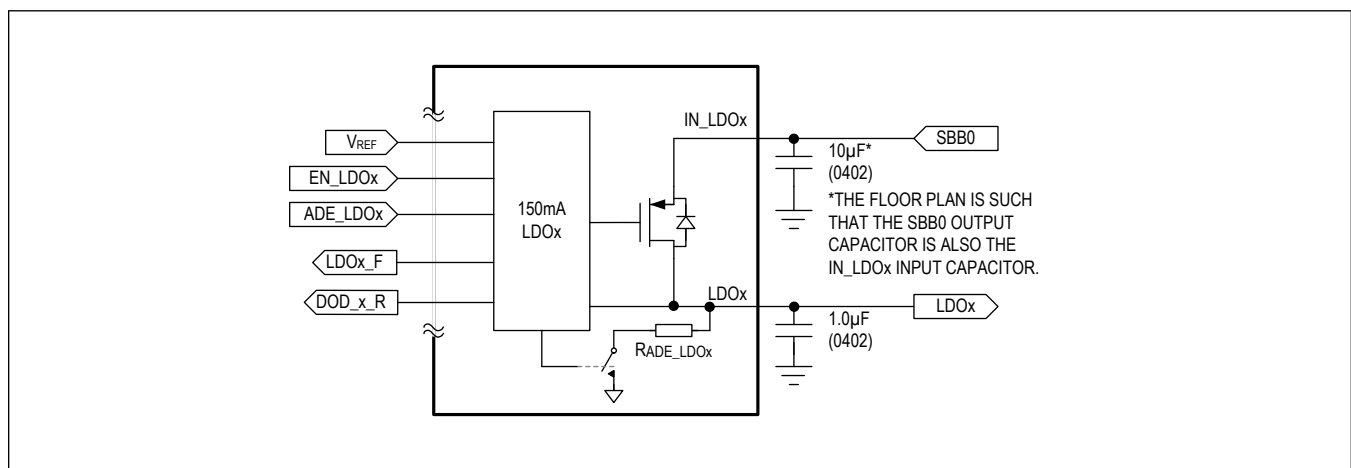 VREF
EN_LDOx
ADE_LDOx
LDOx_F
DOD_x_R
150mA
LDOx
IN_LDOx
LDOx
RADE_LDOx
SBB0
10µF*
(0402)
*THE FLOOR PLAN IS SUCH
THAT THE SBB0 OUTPUT
CAPACITOR IS ALSO THE
IN_LDOx INPUT CAPACITOR.
LDOx
1.0µF
(0402)